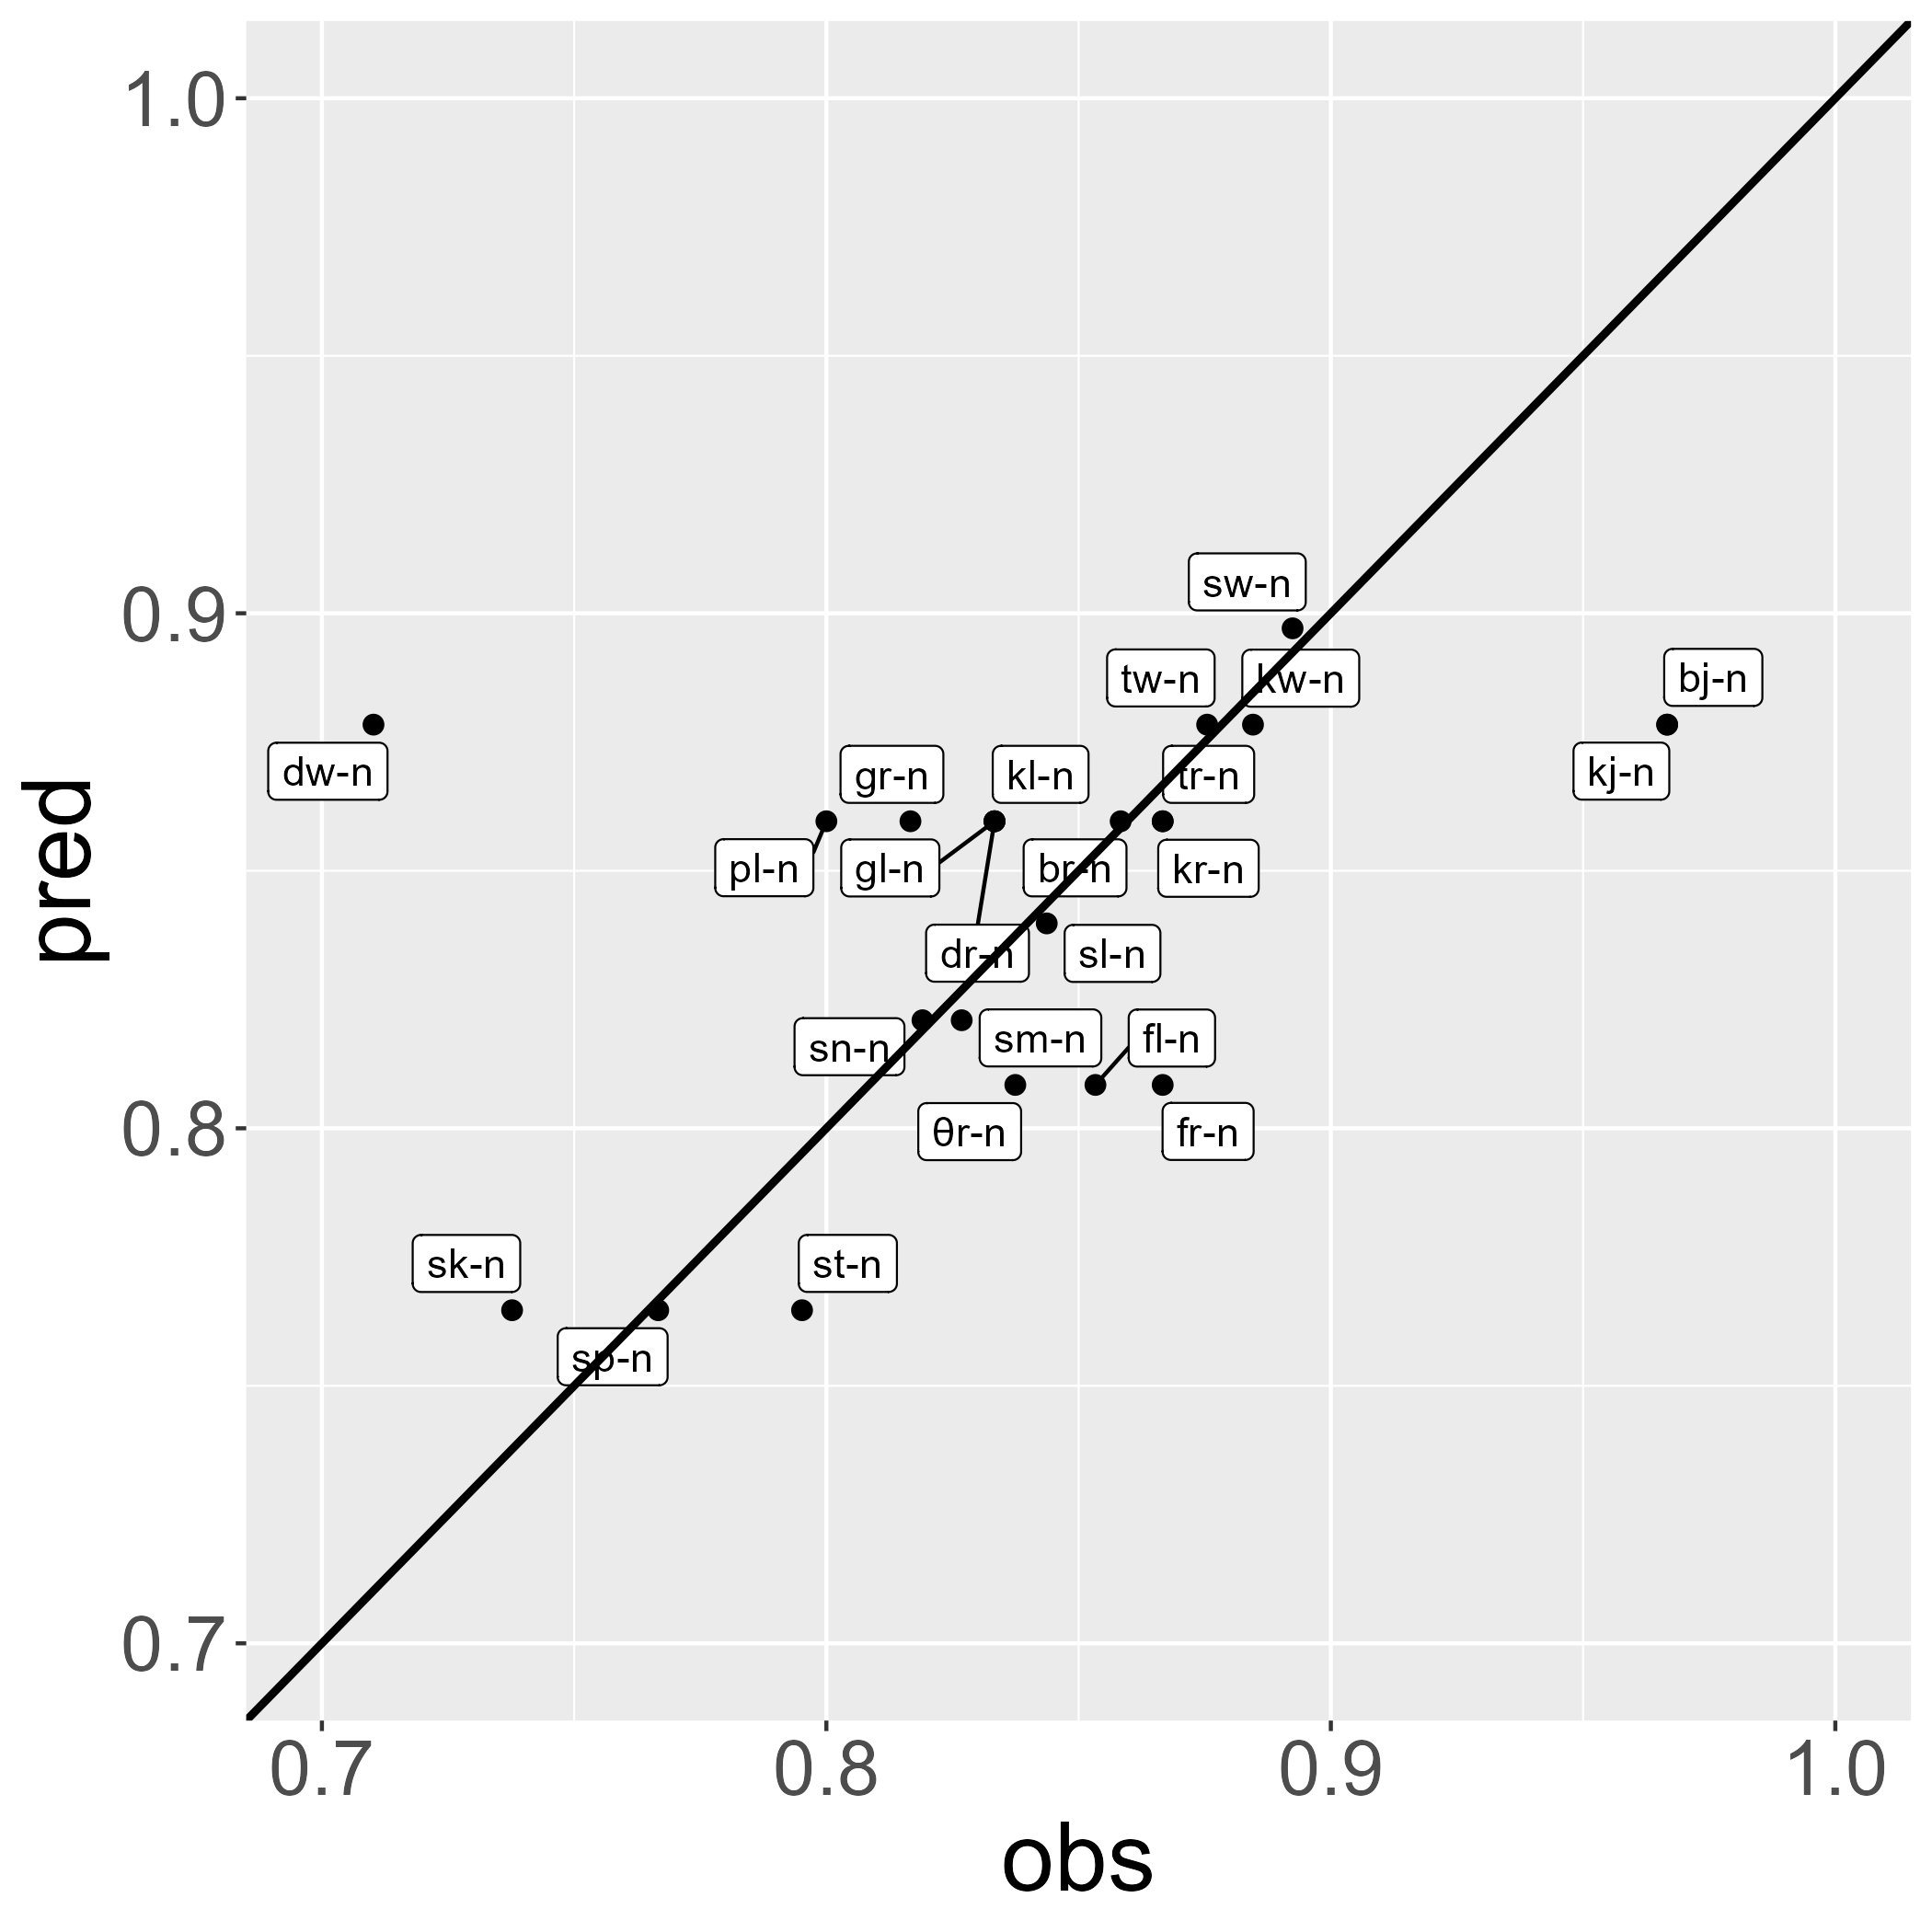 1.0
0.9
0.8
0.7
pred
sw-n
tw-n
kw-n
bj-n
dw-n
gr-n
kl-n
tr-n
kj-n
pl-n
gl-n
br-n
kr-n
dr-n
sl-n
sn-n
sm-n
fl-n
θr-n
fr-n
sk-n
st-n
sp-n
0.7
0.8
0.9
1.0
obs